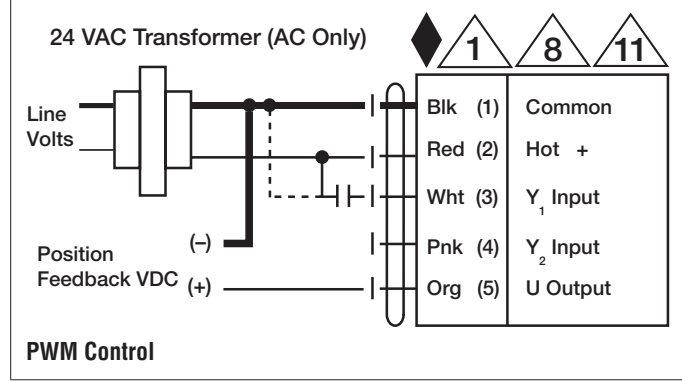 24 VAC Transformer (AC Only)
1 8 11
Line
Volts
Blk (1) Common
Red (2) Hot +
Wht (3) Y1 Input
Pnk (4) Y2 Input
Org (5) U Output
Position
Feedback VDC
(–)
(+)
PWM Control